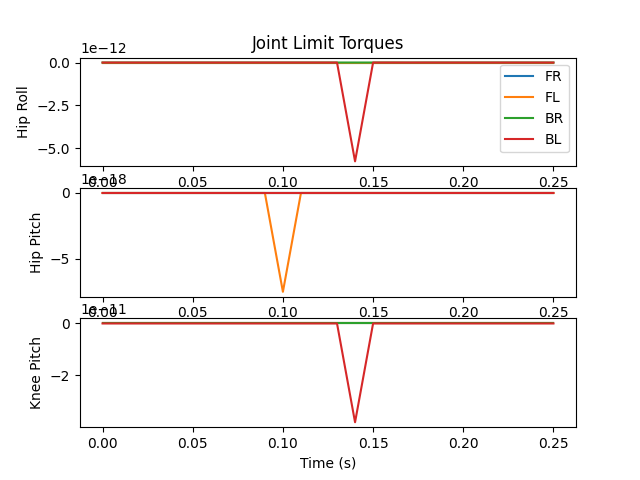 Joint Limit Torques
1e−12
0.0
−2.5
−5.0
Hip Roll
FR
FL
BR
BL
0.00 0.05 0.10 0.15 0.20 0.25
1e−18
0
−5
Hip Pitch
0.00 0.05 0.10 0.15 0.20 0.25
1e−11
0
−2
Knee Pitch
0.00 0.05 0.10 0.15 0.20 0.25
Time (s)